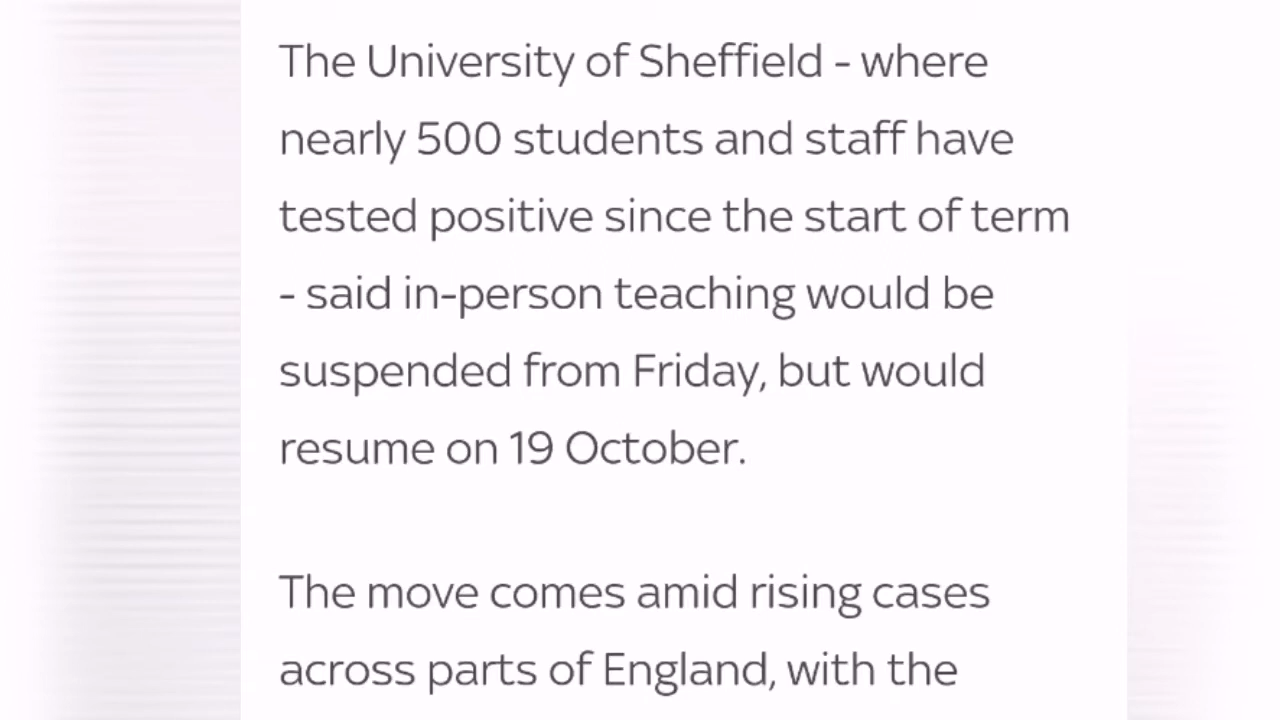 The University of Sheffield - where
nearly 500 students and staff have
tested positive since the start of term
- said in-person teaching would be
suspended from Friday, but would
resume on 19 October.
The move comes amid rising cases
across parts of England, with the